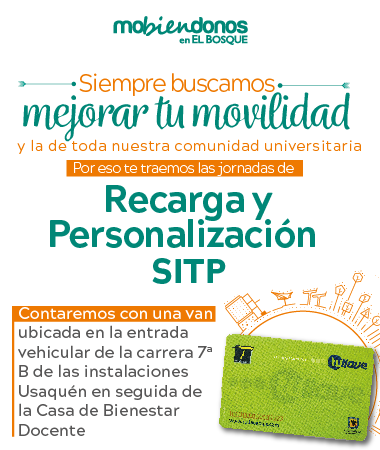 mobiendonos
en EL BOSQUE
Siempre buscamos
mejorar tu movilidad
y la de toda nuestra comunidad universitaria
Por eso te traemos las jornadas de
Recarga y
Personalización
SITP
Contaremos con una van
ubicada en la entrada
vehicular de la carrera 7ª
B de las instalaciones
Usaquén en seguida de
la Casa de Bienestar
Docente
llave